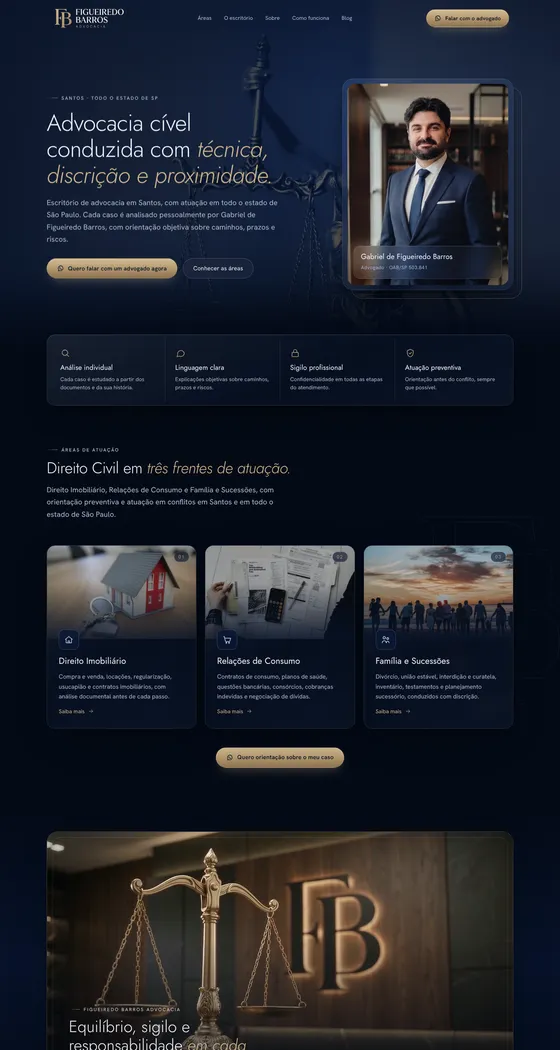 FIGUEIREDO
BARROS
ADVOCACIA
Áreas
O escritório
Sobre
Como funciona
Blog
Falar com o advogado
SANTOS · TODO O ESTADO DE SP
Advocacia cível
conduzida com técnica,
discrição e proximidade.
Escritório de advocacia em Santos, com atuação em todo o estado de
São Paulo. Cada caso é analisado pessoalmente por Gabriel de
Figueiredo Barros, com orientação objetiva sobre caminhos, prazos e
riscos.
Quero falar com um advogado agora
Conhecer as áreas
Gabriel de Figueiredo Barros
Advogado · OAB/SP 503.841
Análise individual
Cada caso é estudado a partir dos
documentos e da sua história.
Linguagem clara
Explicações objetivas sobre caminhos,
prazos e riscos.
Sigilo profissional
Confidencialidade em todas as etapas
do atendimento.
Atuação preventiva
Orientação antes do conflito, sempre
que possível.
ÁREAS DE ATUAÇÃO
Direito Civil em três frentes de atuação.
Direito Imobiliário, Relações de Consumo e Família e Sucessões, com
orientação preventiva e atuação em conflitos em Santos e em todo o
estado de São Paulo.
01
Direito Imobiliário
Compra e venda, locações, regularização,
usucapião e contratos imobiliários, com
análise documental antes de cada passo.
Saiba mais →
02
Relações de Consumo
Contratos de consumo, planos de saúde,
questões bancárias, consórcios, cobranças
indevidas e negociação de dívidas.
Saiba mais →
03
Família e Sucessões
Divórcio, união estável, interdição e curatela,
inventário, testamentos e planejamento
sucessório, conduzidos com discrição.
Saiba mais →
Quero orientação sobre o meu caso
FB
FIGUEIREDO BARROS ADVOCACIA
Equilíbrio, sigilo e
responsabilidade em cada